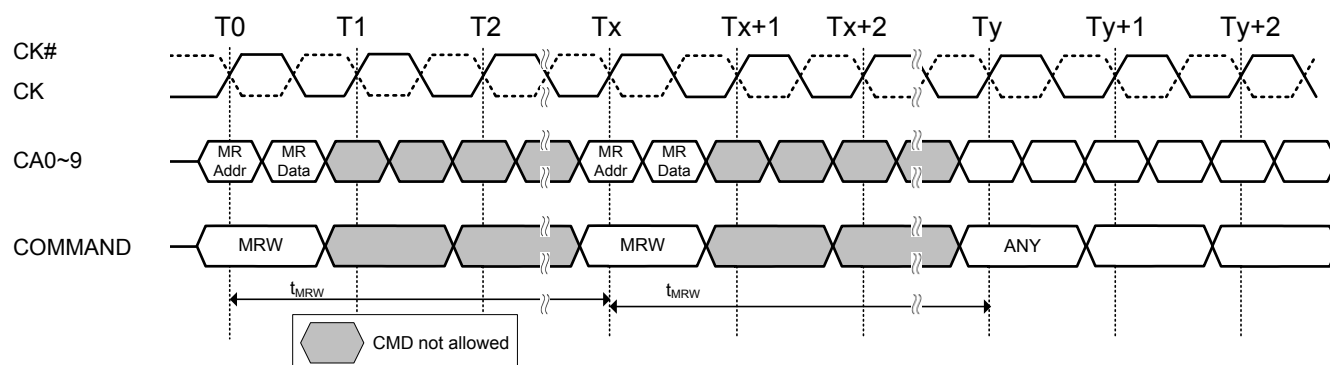 T0 T1 T2 Tx Tx+1 Tx+2 Ty Ty+1 Ty+2
CK#
CK
CA0~9
MR Addr MR Data MR Addr MR Data
COMMAND
MRW MRW ANY
tMRW tMRW
CMD not allowed